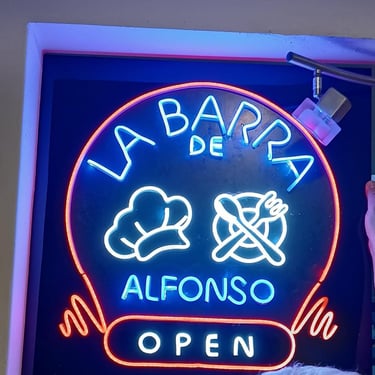 LA BARRA
DE
ALFONSO
OPEN